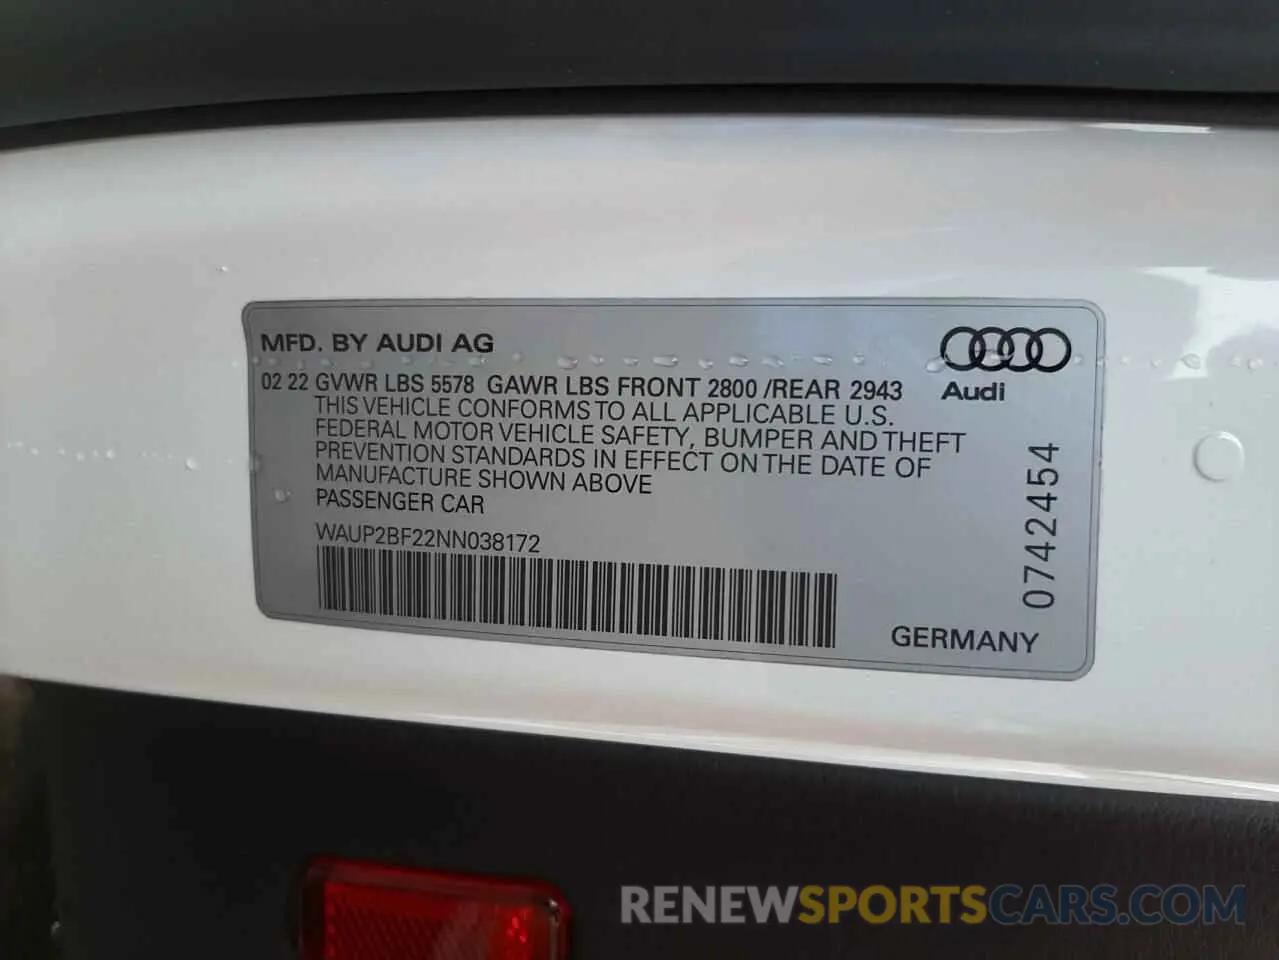 MFD. BY AUDI AG
Audi
02 22 GVWR LBS 5578 GAWR LBS FRONT 2800 /REAR 2943
THIS VEHICLE CONFORMS TO ALL APPLICABLE U.S.
FEDERAL MOTOR VEHICLE SAFETY, BUMPER AND THEFT
PREVENTION STANDARDS IN EFFECT ON THE DATE OF
MANUFACTURE SHOWN ABOVE
PASSENGER CAR
WAUP2BF22NN038172
0742454
GERMANY
RENEWSPORTSCARS.COM